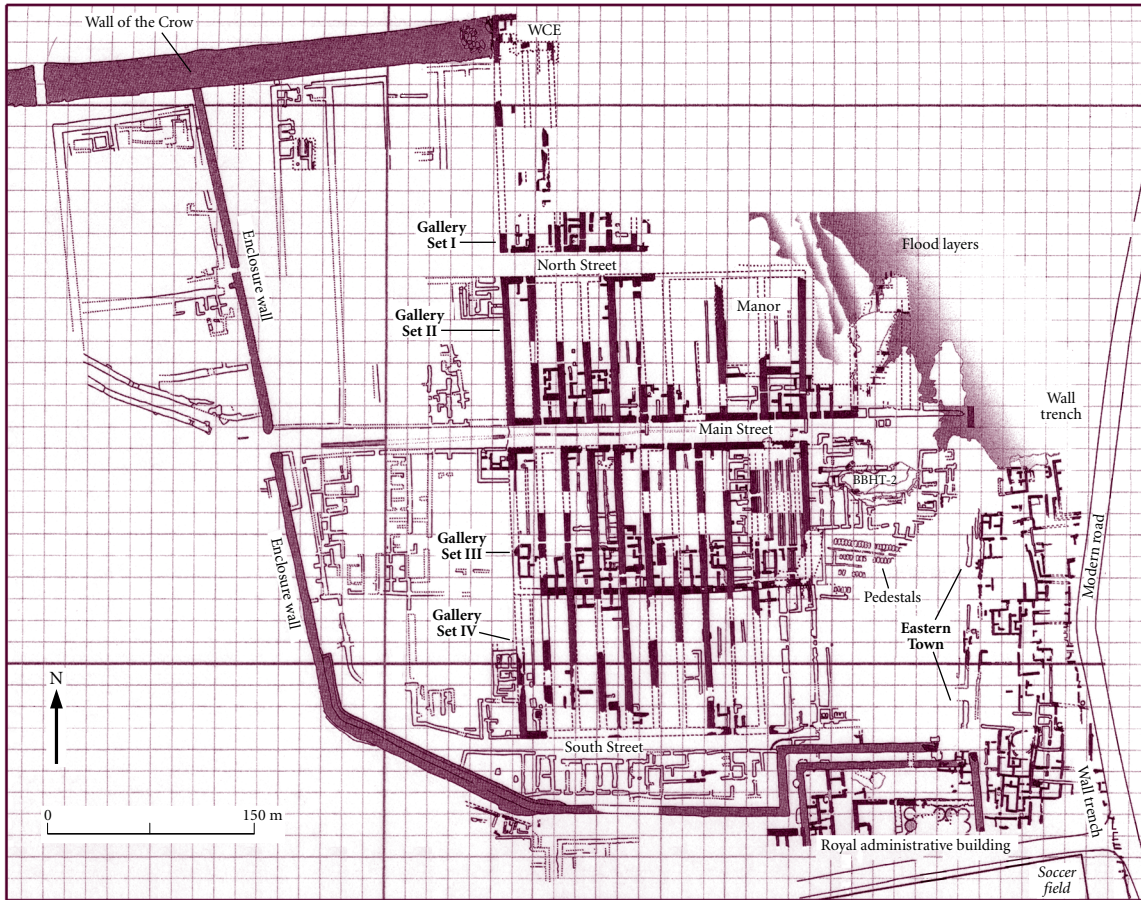 Wall of the Crow
WCE
Gallery
Set I
North Street
Flood layers
Enclosure wall
Gallery
Set II
Manor
Wall
trench
Main Street
BBHT-2
Gallery
Set III
Enclosure wall
Pedestals
Modern road
Gallery
Set IV
Eastern
Town
N
South Street
0
150 m
Wall trench
Royal administrative building
Soccer
field